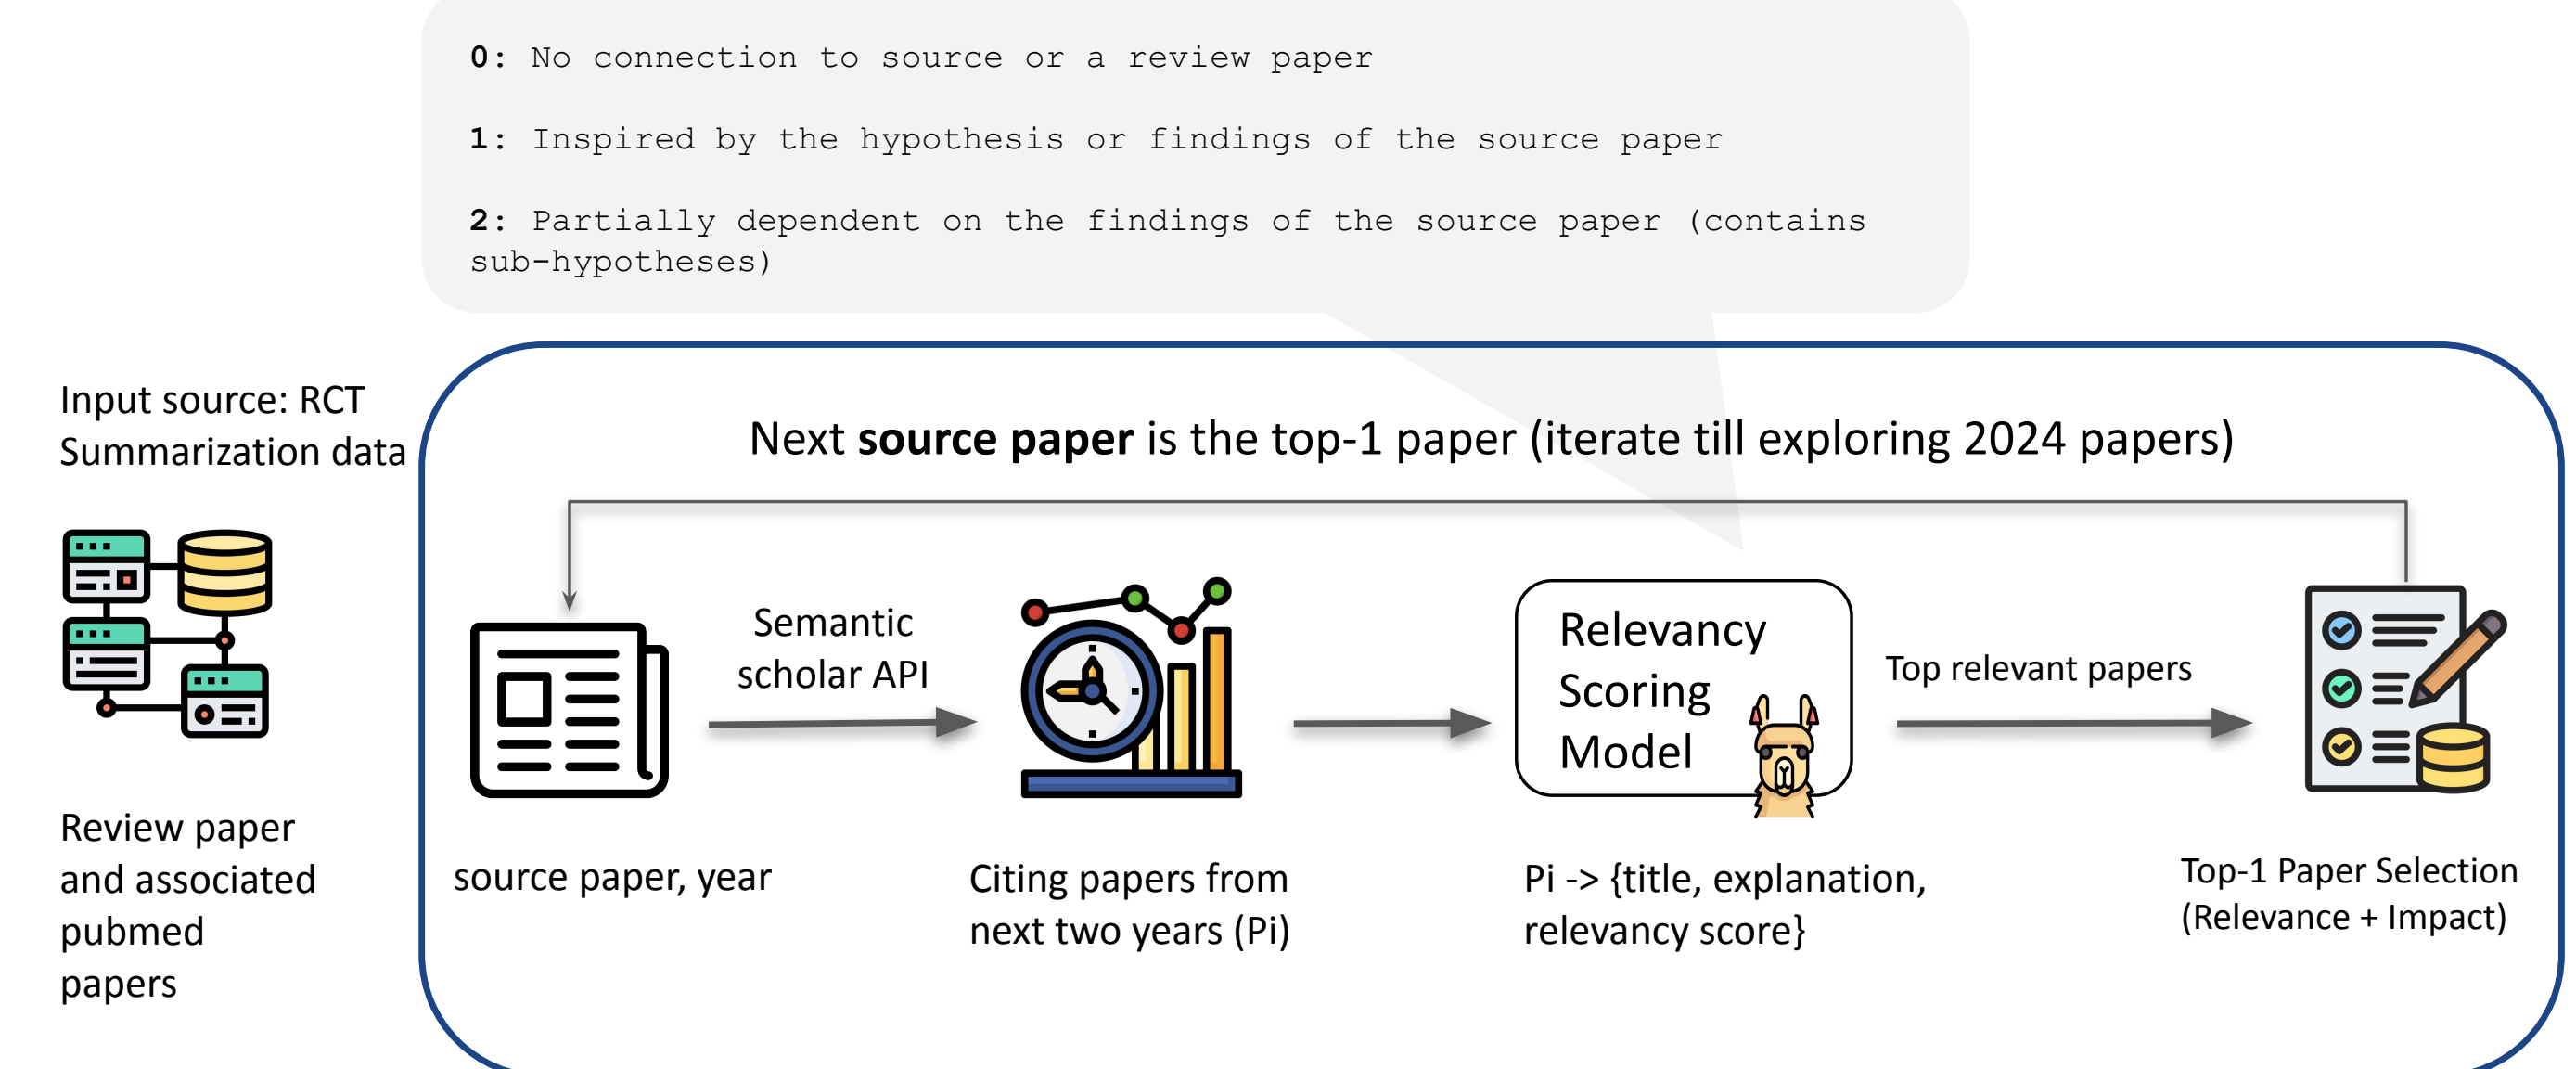 0: No connection to source or a review paper
1: Inspired by the hypothesis or findings of the source paper
2: Partially dependent on the findings of the source paper (contains
sub-hypotheses)
Input source: RCT
Summarization data
Next source paper is the top-1 paper (iterate till exploring 2024 papers)
Semantic
scholar API
Relevancy
Scoring
Model
Top relevant papers
Review paper
and associated
pubmed
papers
source paper, year
Citing papers from
next two years (Pi)
Pi -> {title, explanation,
relevancy score}
Top-1 Paper Selection
(Relevance + Impact)